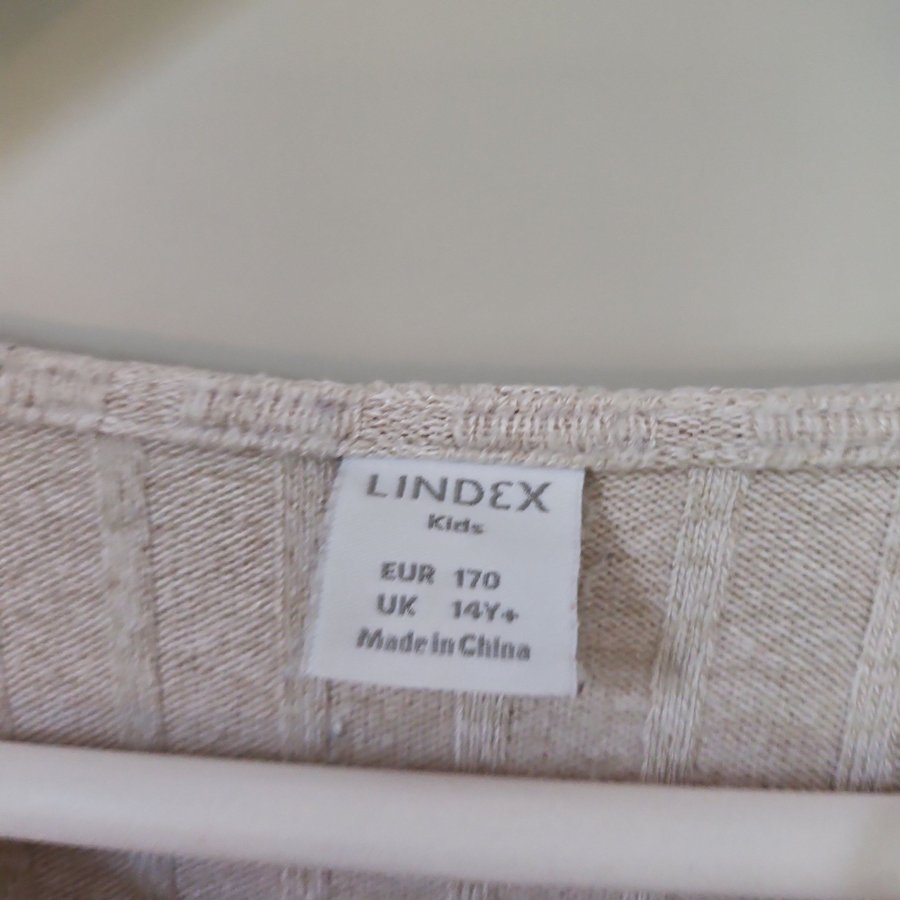 LINDEX
Kids
EUR 170
UK 14Y+
Made in China